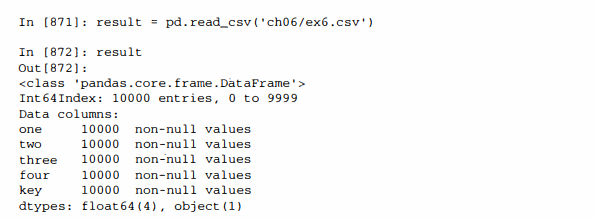 In [871]: result = pd.read_csv('ch06/ex6.csv')
In [872]: result
Out[872]:
<class 'pandas.core.frame.DataFrame'>
Int64Index: 10000 entries, 0 to 9999
Data columns:
one     10000  non-null values
two     10000  non-null values
three   10000  non-null values
four    10000  non-null values
key     10000  non-null values
dtypes: float64(4), object(1)